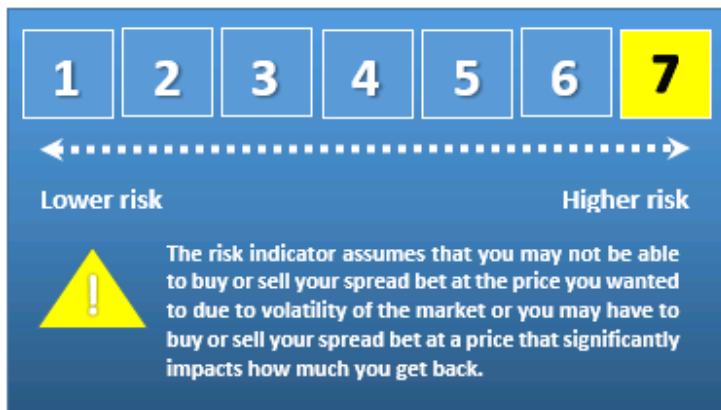 1 2 3 4 5 6 7
Lower risk Higher risk
!
The risk indicator assumes that you may not be able
to buy or sell your spread bet at the price you wanted
to due to volatility of the market or you may have to
buy or sell your spread bet at a price that significantly
impacts how much you get back.